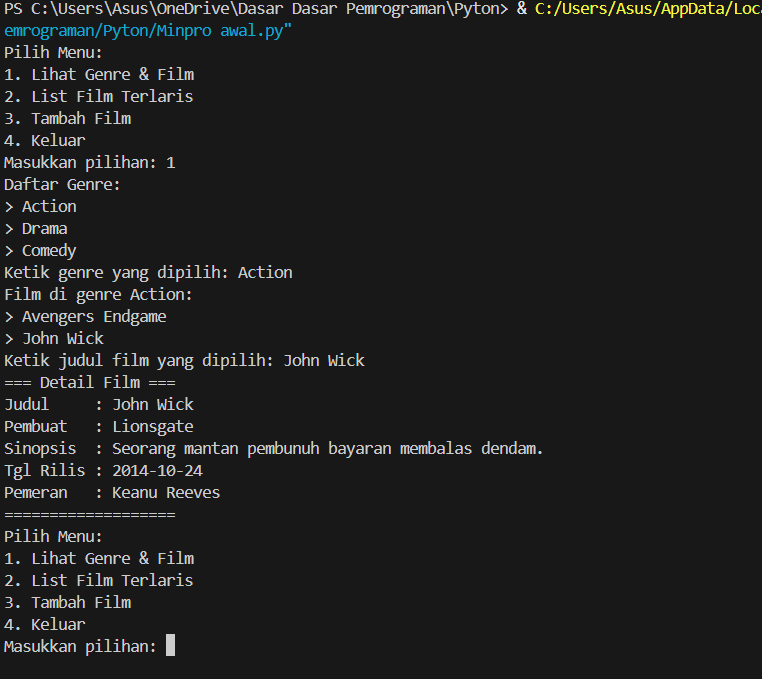 PS C:\Users\Asus\OneDrive\Dasar Dasar Pemrograman\Pyton> & C:/Users/Asus/AppData/Loca
emrograman/Pyton/Minpro awal.py"
Pilih Menu:
1. Lihat Genre & Film
2. List Film Terlaris
3. Tambah Film
4. Keluar
Masukkan pilihan: 1
Daftar Genre:
> Action
> Drama
> Comedy
Ketik genre yang dipilih: Action
Film di genre Action:
> Avengers Endgame
> John Wick
Ketik judul film yang dipilih: John Wick
=== Detail Film ===
Judul     : John Wick
Pembuat   : Lionsgate
Sinopsis  : Seorang mantan pembunuh bayaran membalas dendam.
Tgl Rilis : 2014-10-24
Pemeran   : Keanu Reeves
===================
Pilih Menu:
1. Lihat Genre & Film
2. List Film Terlaris
3. Tambah Film
4. Keluar
Masukkan pilihan: